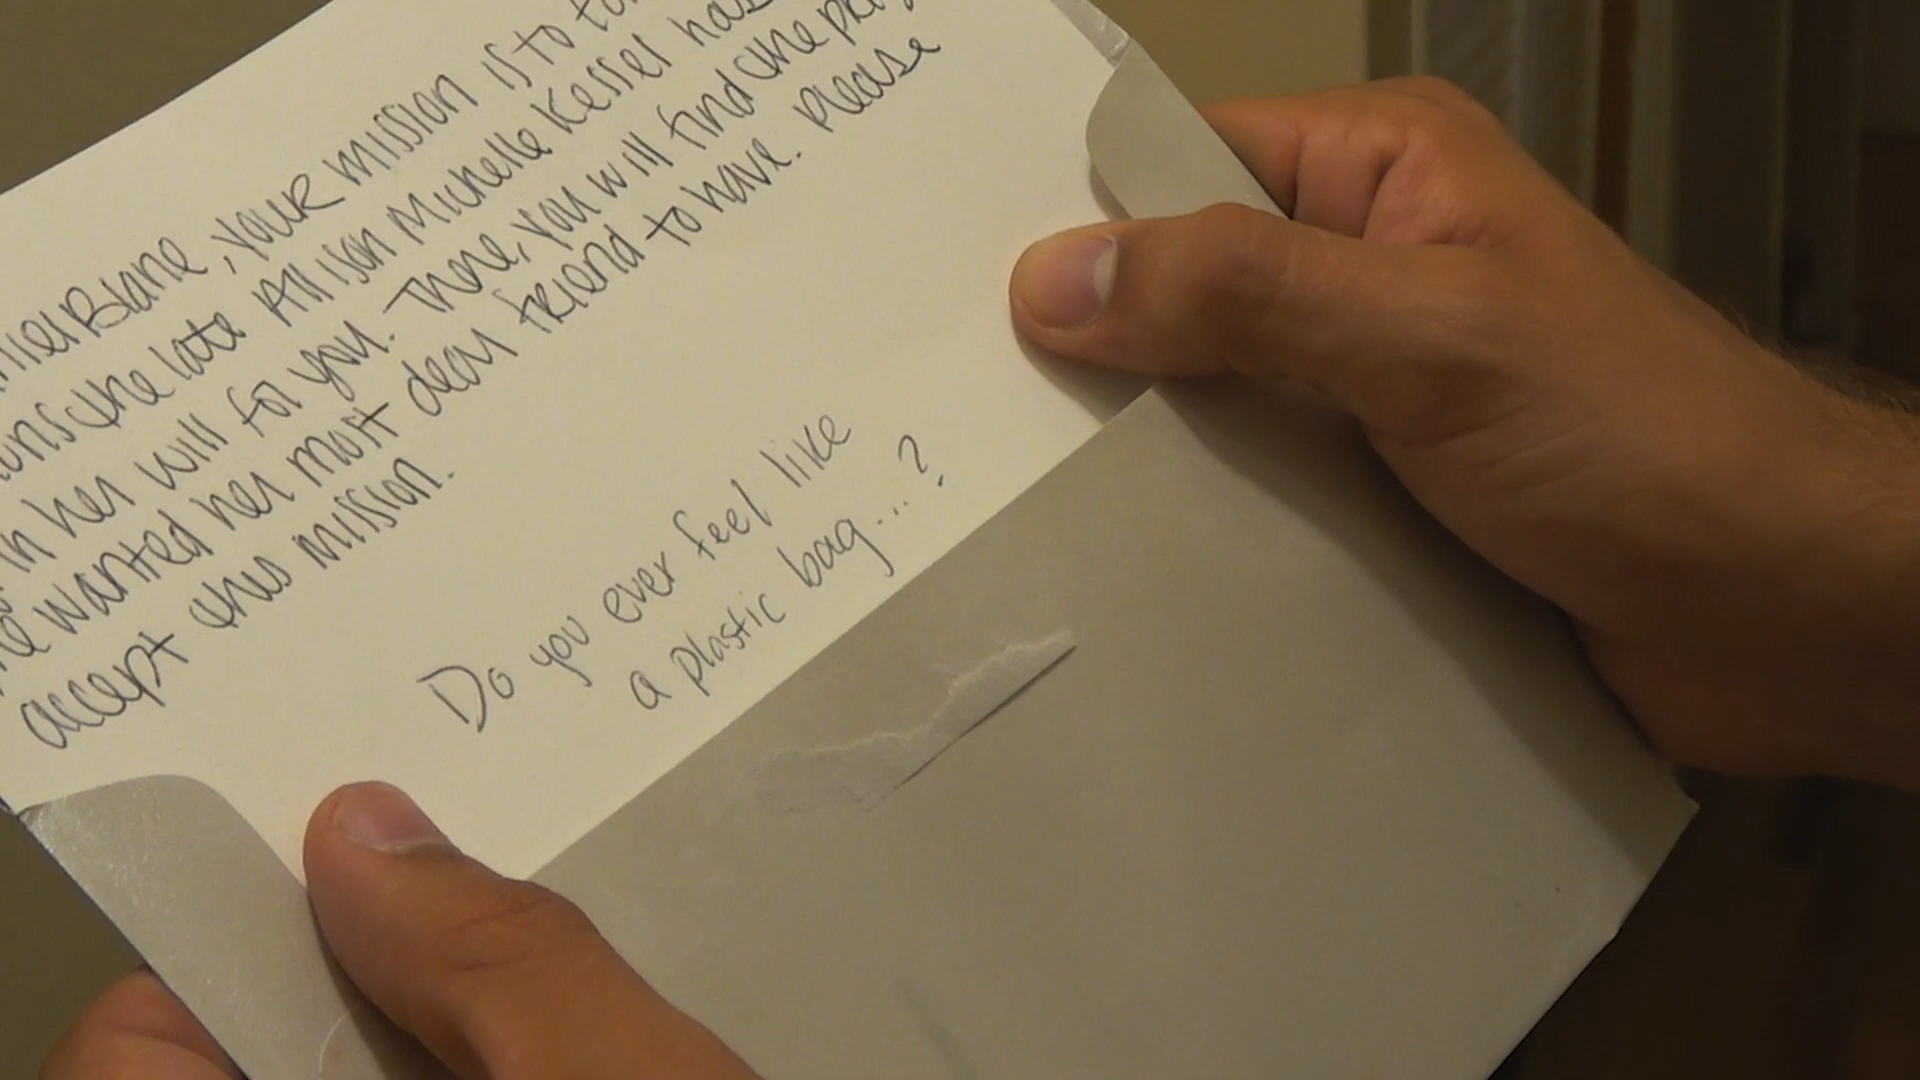 Blane, your mission is to
the late Allison Michelle Kessel has
in her will for you. There, you will find the
wanted her most dear friend to have. Please
accept this mission.
Do you ever feel like
a plastic bag...?